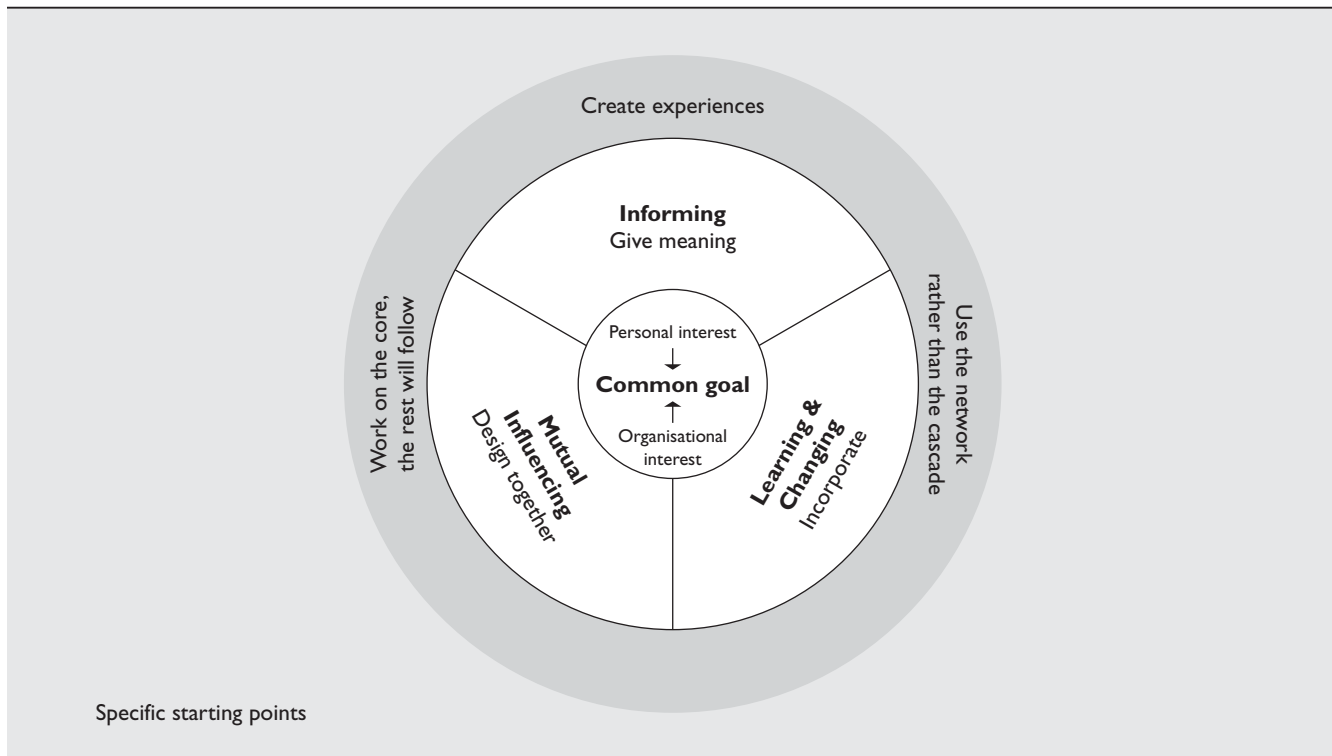 Create experiences
Informing
Give meaning
Work on the core,
the rest will follow
Use the network
rather than the cascade
Personal interest
Common goal
Organisational
interest
Mutual
Influencing
Design together
Learning &
Changing
Incorporate
Specific starting points